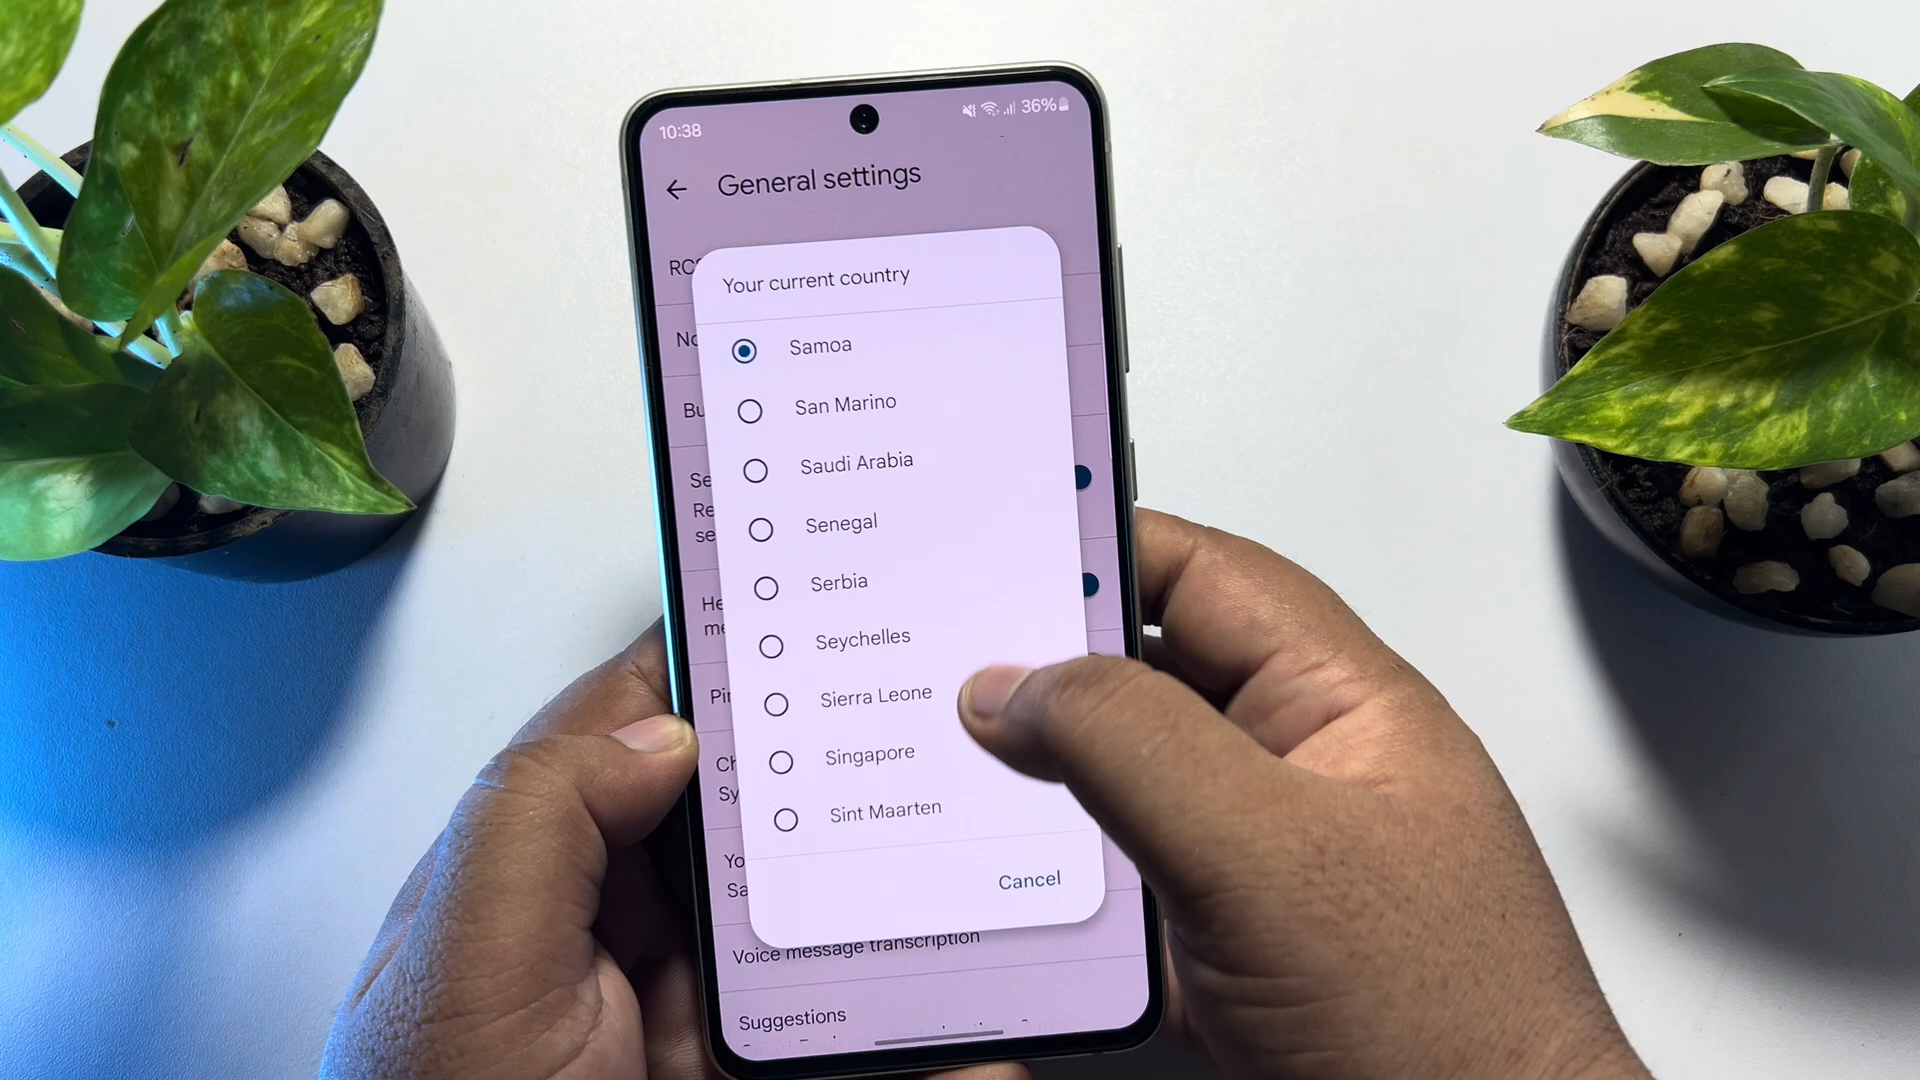 10:38
36%
General settings
RCS
Your current country
Samoa
San Marino
Saudi Arabia
Senegal
Serbia
Seychelles
Sierra Leone
Singapore
Sint Maarten
Cancel
Voice message transcription
Suggestions